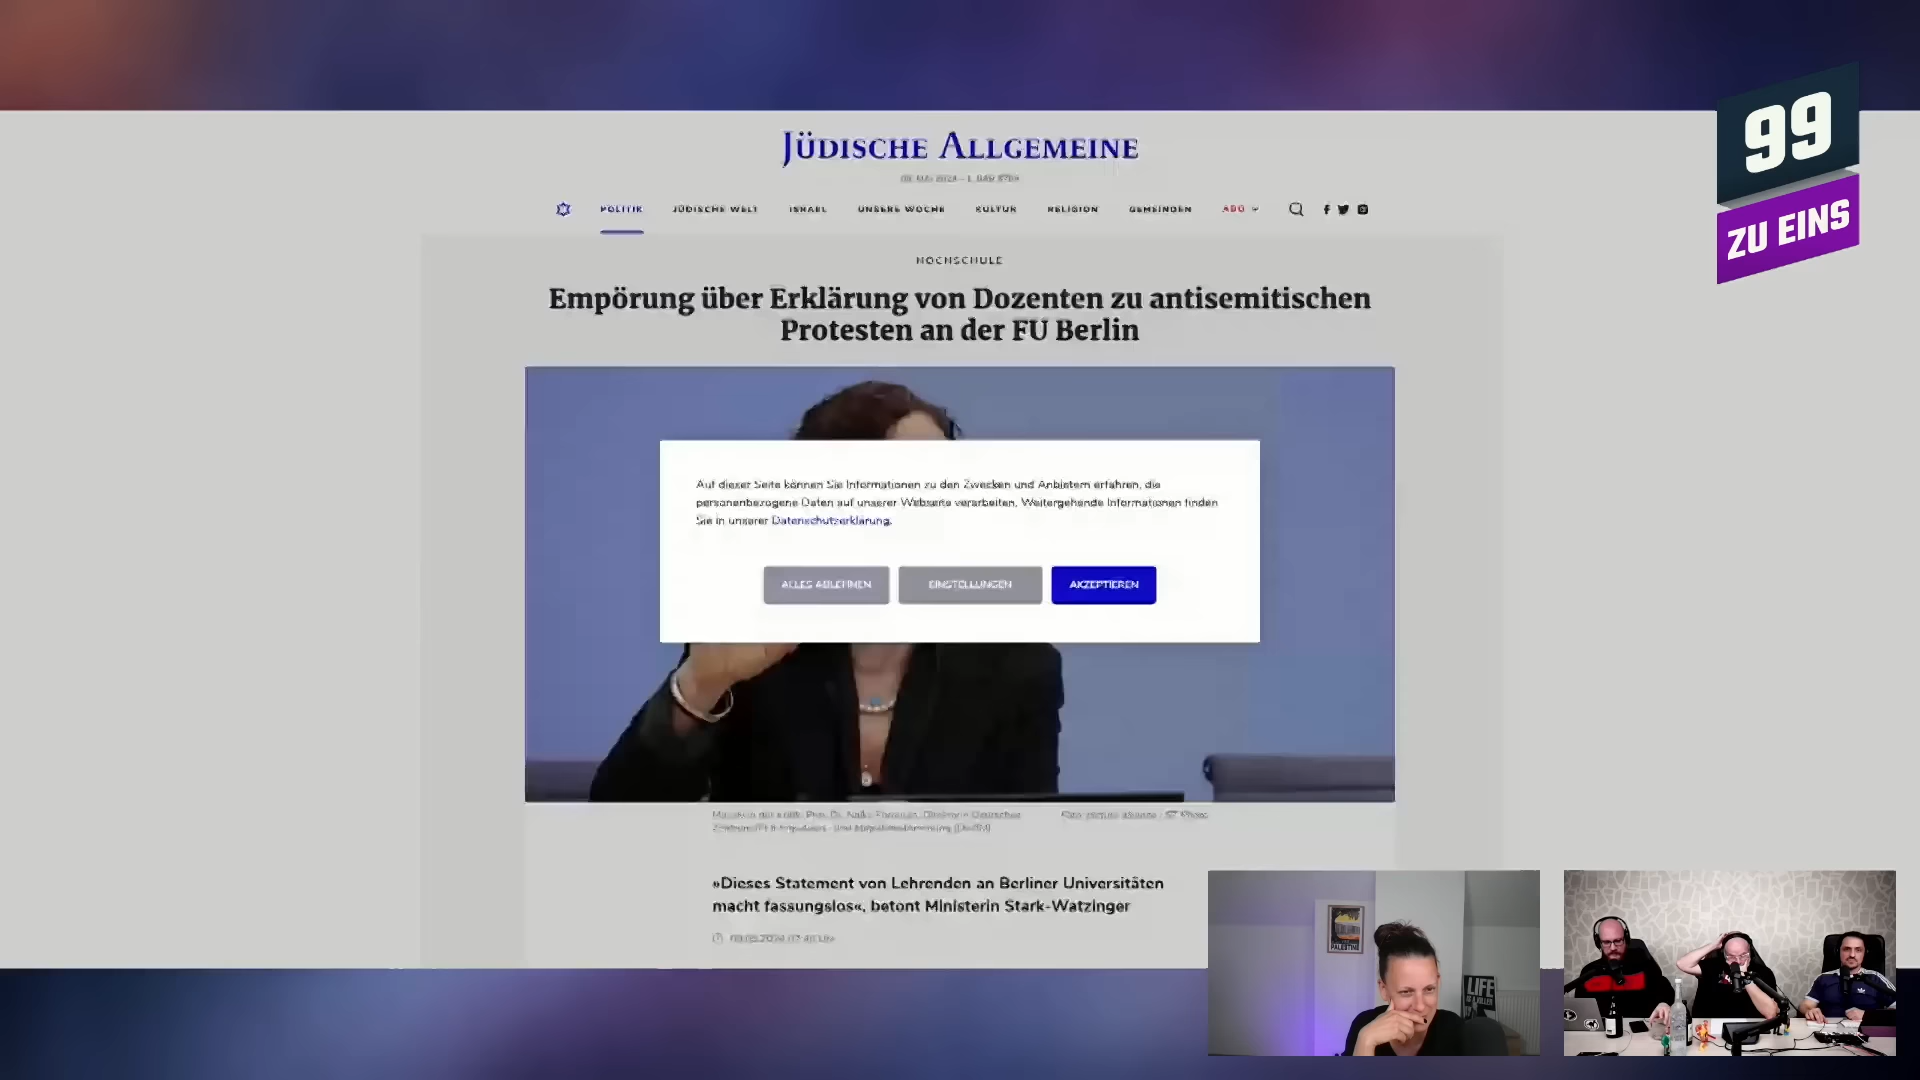 JÜDISCHE ALLGEMEINE
POLITIK JÜDISCHE WELT ISRAEL UNSERE WOCHE KULTUR RELIGION GEMEINDEN ABO
99
ZU EINS
HOCHSCHULE
Empörung über Erklärung von Dozenten zu antisemitischen
Protesten an der FU Berlin
Auf dieser Seite können Sie Informationen zu den Zwecken und Anbietern erfahren, die
personenbezogene Daten auf unserer Webseite verarbeiten. Weitergehende Informationen finden
Sie in unserer Datenschutzerklärung.
ALLES ABLEHNEN EINSTELLUNGEN AKZEPTIEREN
»Dieses Statement von Lehrenden an Berliner Universitäten
macht fassungslos«, betont Ministerin Stark-Watzinger
PALESTINE
LIFE